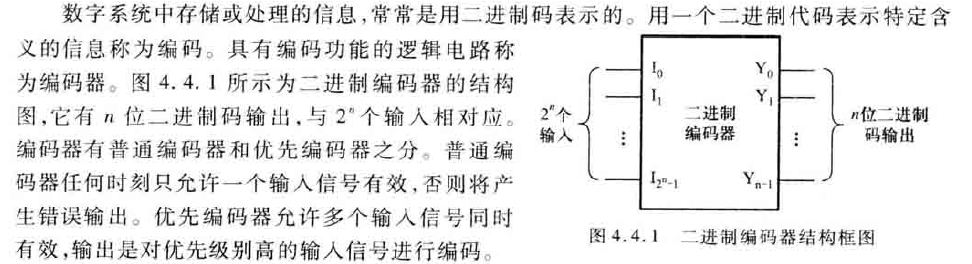 数字系统中存储或处理的信息,常常是用二进制码表示的。用一个二进制代码表示特定含
义的信息称为编码。具有编码功能的逻辑电路称
为编码器。图 4.4.1 所示为二进制编码器的结构
图,它有 n 位二进制码输出,与 2ⁿ 个输入相对应。
编码器有普通编码器和优先编码器之分。普通编
码器任何时刻只允许一个输入信号有效,否则将产
生错误输出。优先编码器允许多个输入信号同时
有效,输出是对优先级别高的输入信号进行编码。
I₀ Y₀
I₁ Y₁
2ⁿ个
输入
二进制
编码器
n位二进制
码输出
⋮ ⋮
I2ⁿ-1 Yn-1
图 4.4.1 二进制编码器结构框图